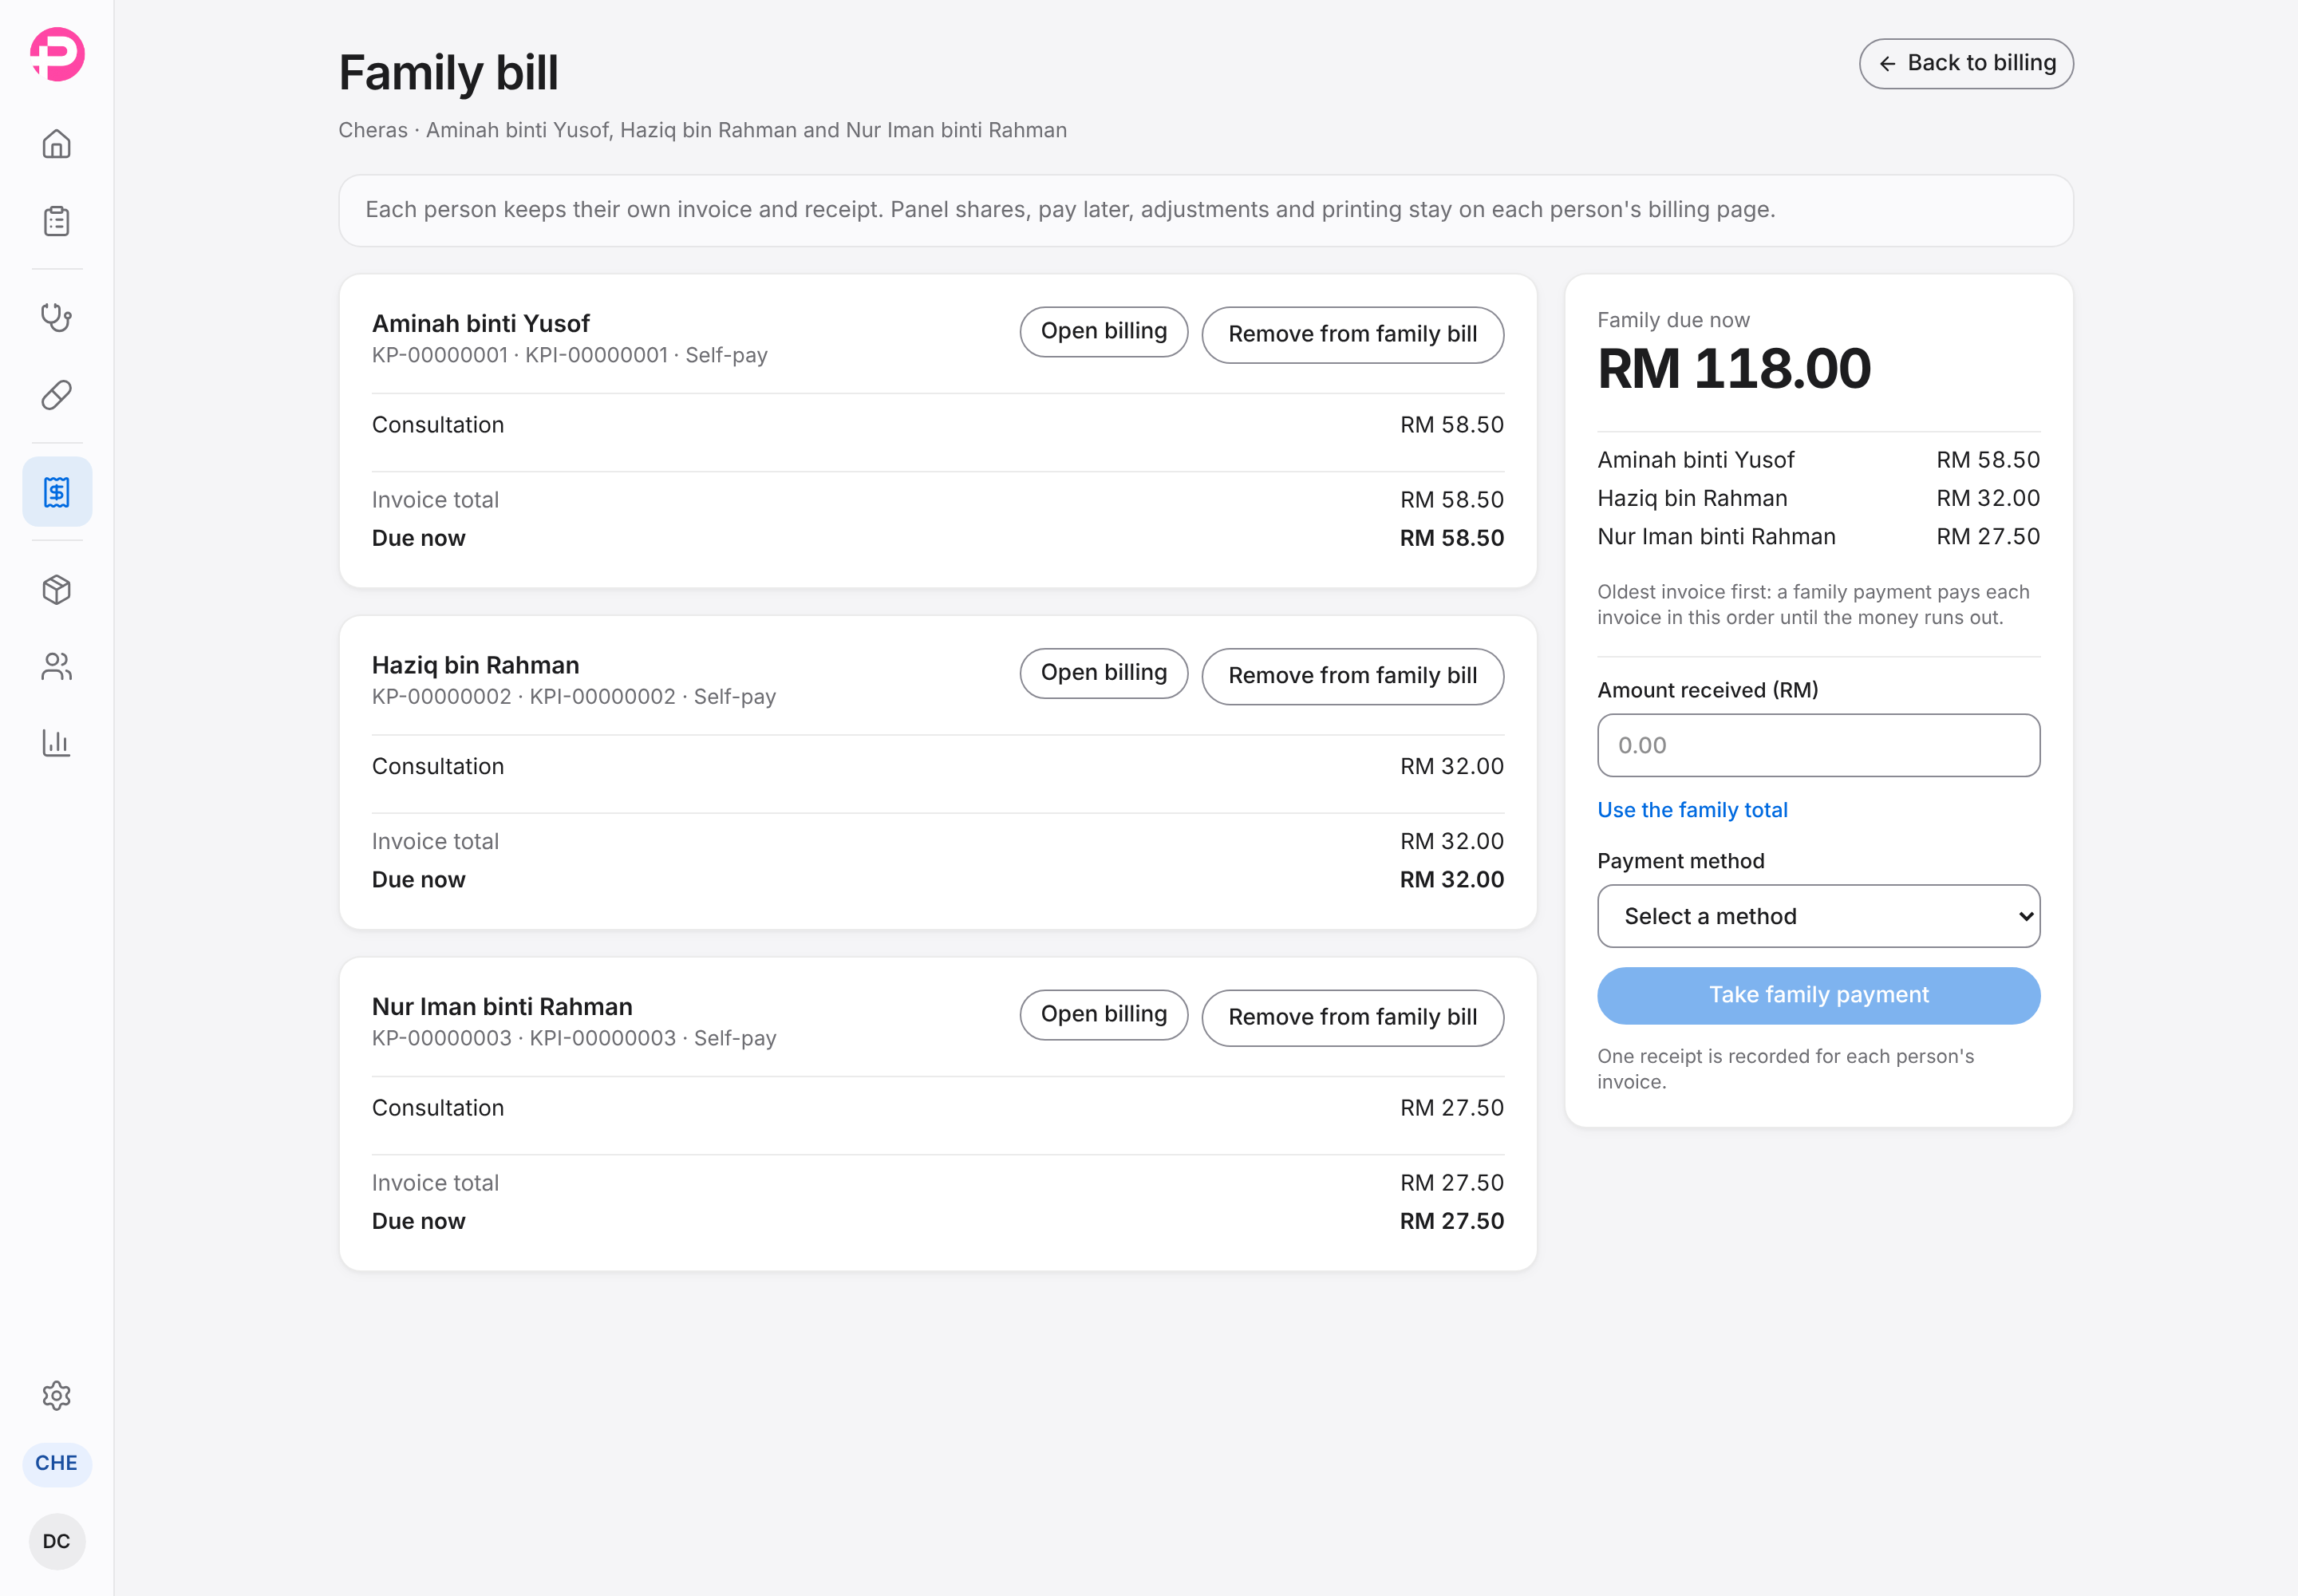 Family bill
← Back to billing
Cheras · Aminah binti Yusof, Haziq bin Rahman and Nur Iman binti Rahman
Each person keeps their own invoice and receipt. Panel shares, pay later, adjustments and printing stay on each person's billing page.
Aminah binti Yusof
KP-00000001 · KPI-00000001 · Self-pay
Open billing
Remove from family bill
Consultation RM 58.50
Invoice total RM 58.50
Due now RM 58.50
Haziq bin Rahman
KP-00000002 · KPI-00000002 · Self-pay
Open billing
Remove from family bill
Consultation RM 32.00
Invoice total RM 32.00
Due now RM 32.00
Nur Iman binti Rahman
KP-00000003 · KPI-00000003 · Self-pay
Open billing
Remove from family bill
Consultation RM 27.50
Invoice total RM 27.50
Due now RM 27.50
Family due now
RM 118.00
Aminah binti Yusof RM 58.50
Haziq bin Rahman RM 32.00
Nur Iman binti Rahman RM 27.50
Oldest invoice first: a family payment pays each
invoice in this order until the money runs out.
Amount received (RM)
0.00
Use the family total
Payment method
Select a method
Take family payment
One receipt is recorded for each person's
invoice.
CHE
DC